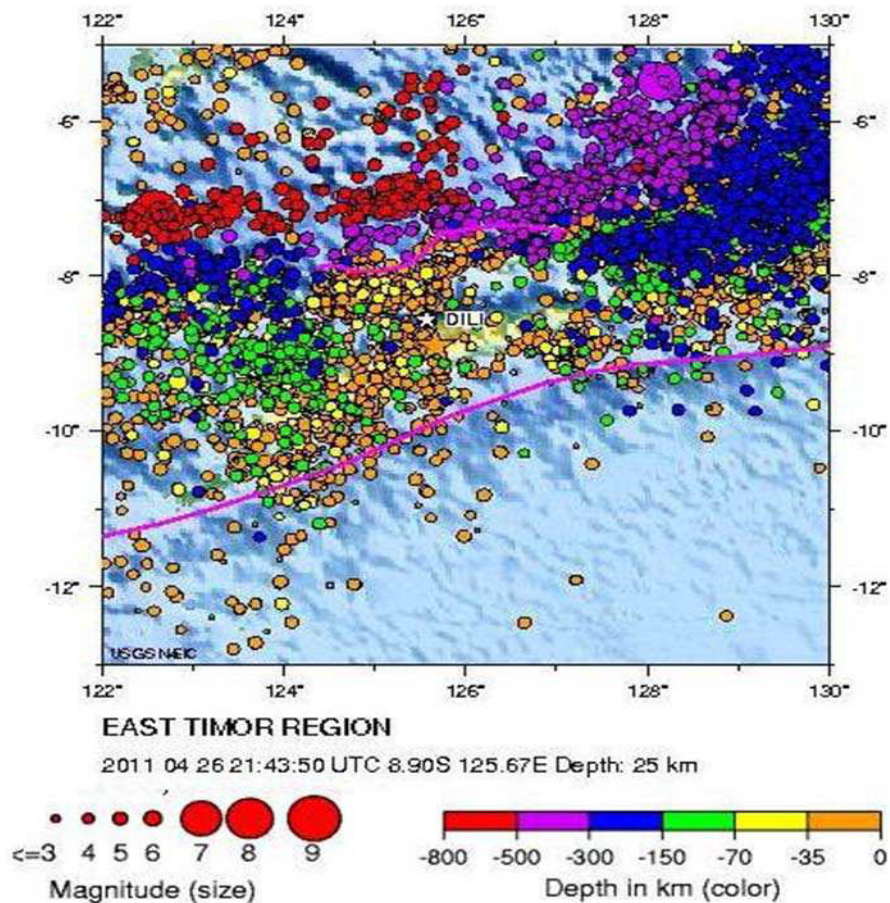 122° 124° 126° 128° 130°
-6° -6°
-8° -8°
DILI
-10° -10°
-12° -12°
USGS NEIC
122° 124° 126° 128° 130°
EAST TIMOR REGION
2011 04 26 21:43:50 UTC 8.90S 125.67E Depth: 25 km
<=3 4 5 6 7 8 9
Magnitude (size)
-800 -500 -300 -150 -70 -35 0
Depth in km (color)